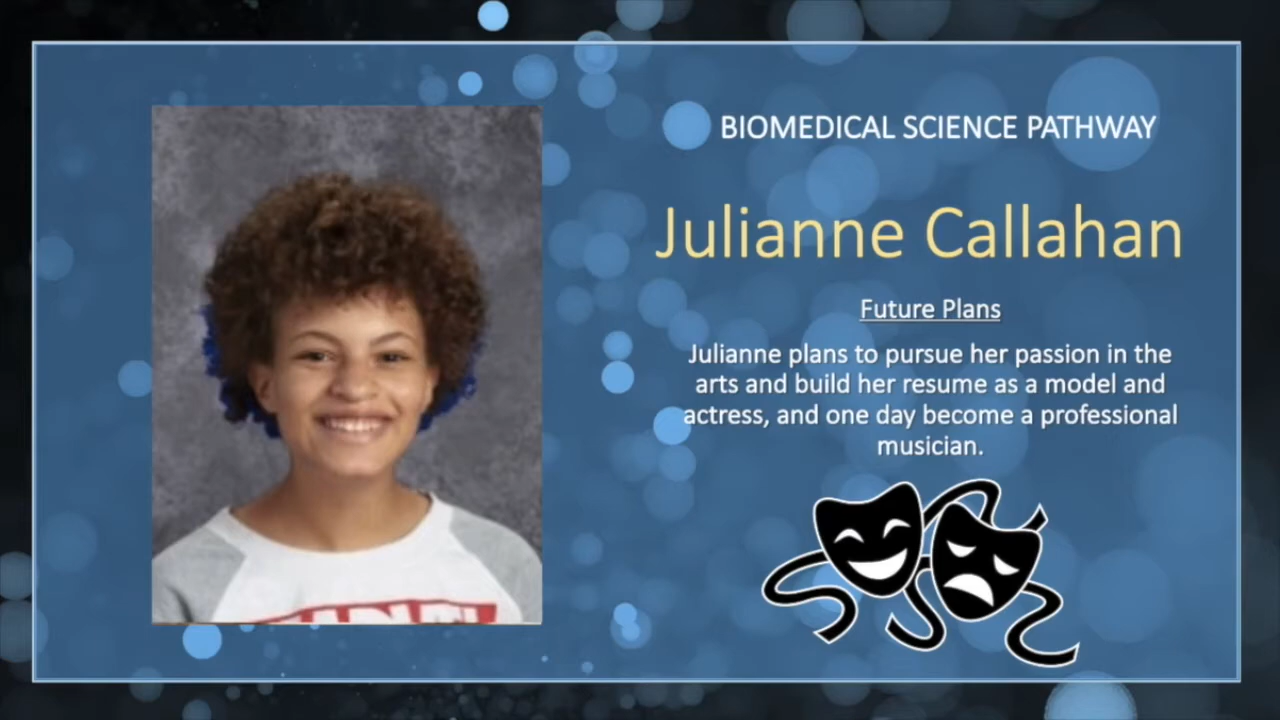 BIOMEDICAL SCIENCE PATHWAY
Julianne Callahan
Future Plans
Julianne plans to pursue her passion in the
arts and build her resume as a model and
actress, and one day become a professional
musician.